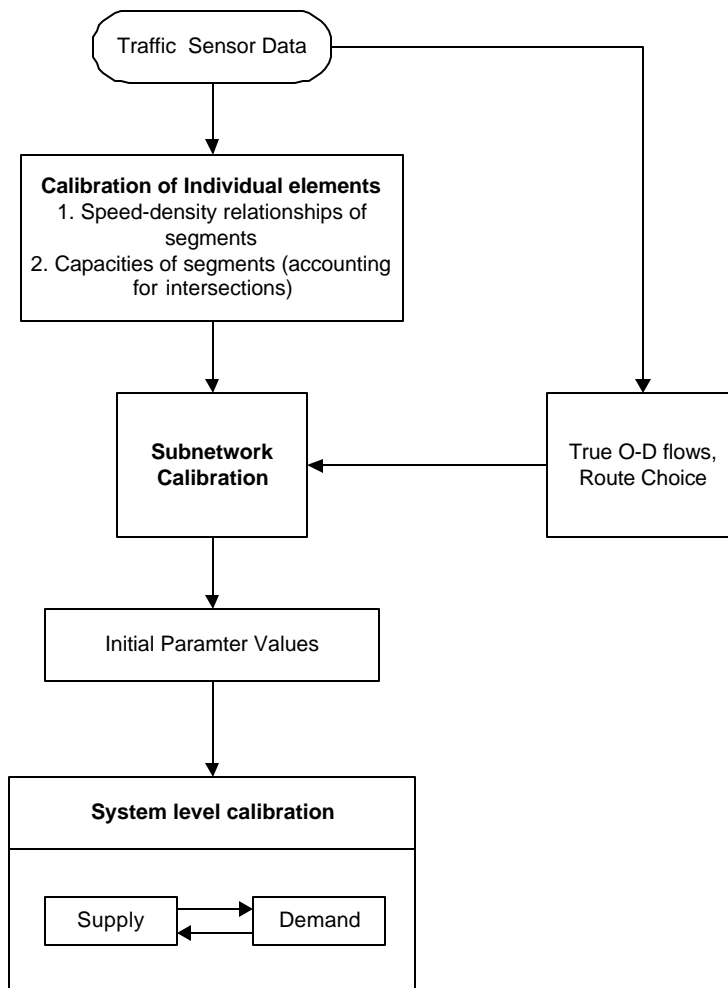 Traffic Sensor Data
Calibration of Individual elements
1. Speed-density relationships of
segments
2. Capacities of segments (accounting
for intersections)
Subnetwork
Calibration
True O-D flows,
Route Choice
Initial Paramter Values
System level calibration
Supply
Demand